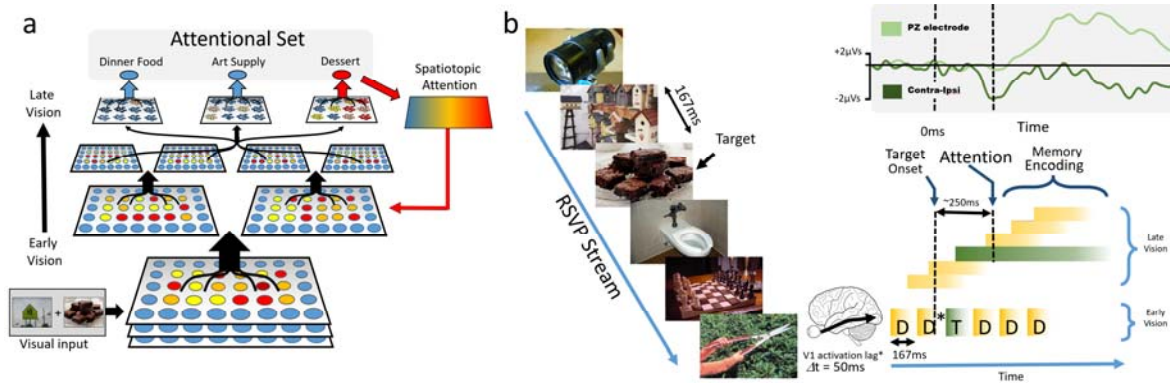 a
Attentional Set
Dinner Food
Art Supply
Dessert
Late
Vision
Spatiotopic
Attention
Early
Vision
Visual input
b
167ms
Target
RSVP Stream
PZ electrode
+2µVs
-2µVs
Contra-Ipsi
0ms
Time
Target
Onset
Attention
Memory
Encoding
~250ms
Late
Vision
D D * T D D D
Early
Vision
V1 activation lag*
Δt = 50ms
167ms
Time